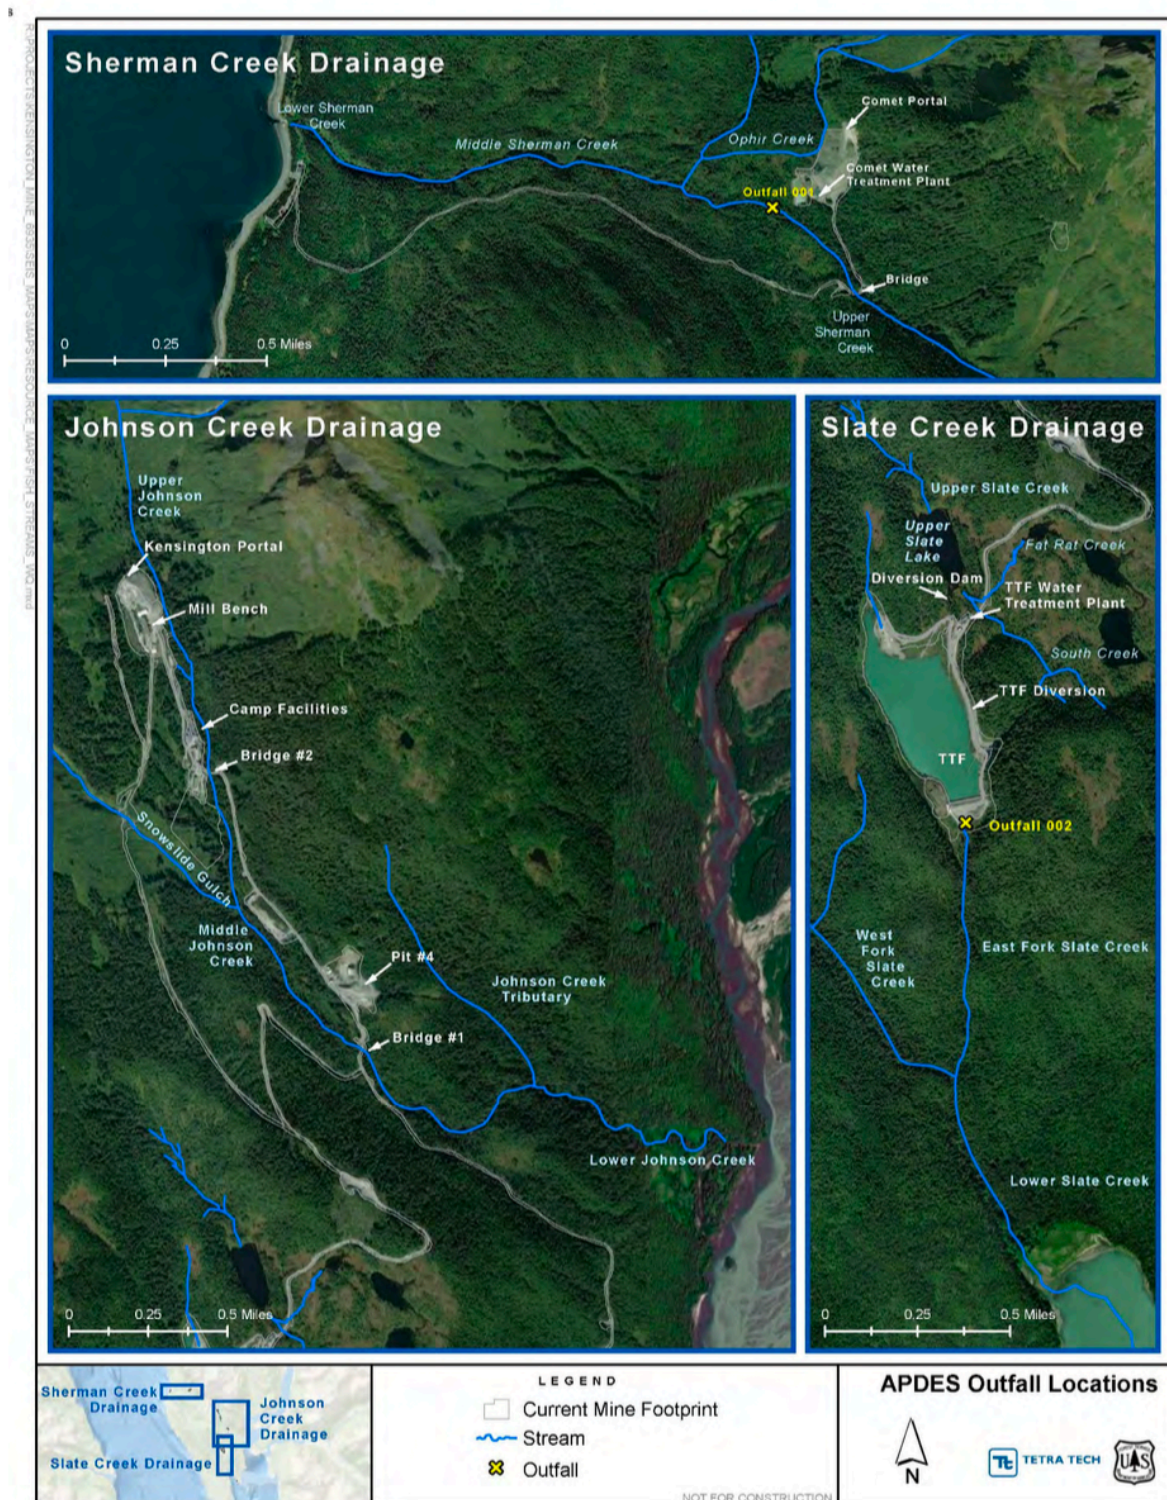 Sherman Creek Drainage
Lower Sherman
Creek
Middle Sherman Creek
Ophir Creek
Comet Portal
Comet Water
Treatment Plant
Outfall 001
Bridge
Upper
Sherman
Creek
0 0.25 0.5 Miles
Johnson Creek Drainage
Upper
Johnson
Creek
Kensington Portal
Mill Bench
Camp Facilities
Bridge #2
Snowslide Gulch
Middle
Johnson
Creek
Pit #4
Johnson Creek
Tributary
Bridge #1
Lower Johnson Creek
0 0.25 0.5 Miles
Slate Creek Drainage
Upper Slate Creek
Upper
Slate
Lake
Fat Rat Creek
Diversion Dam
TTF Water
Treatment Plant
South Creek
TTF Diversion
TTF
Outfall 002
West
Fork
Slate
Creek
East Fork Slate Creek
Lower Slate Creek
0 0.25 0.5 Miles
Sherman Creek
Drainage
Johnson
Creek
Drainage
Slate Creek Drainage
LEGEND
Current Mine Footprint
Stream
Outfall
NOT FOR CONSTRUCTION
APDES Outfall Locations
N
Tt TETRA TECH
UAS